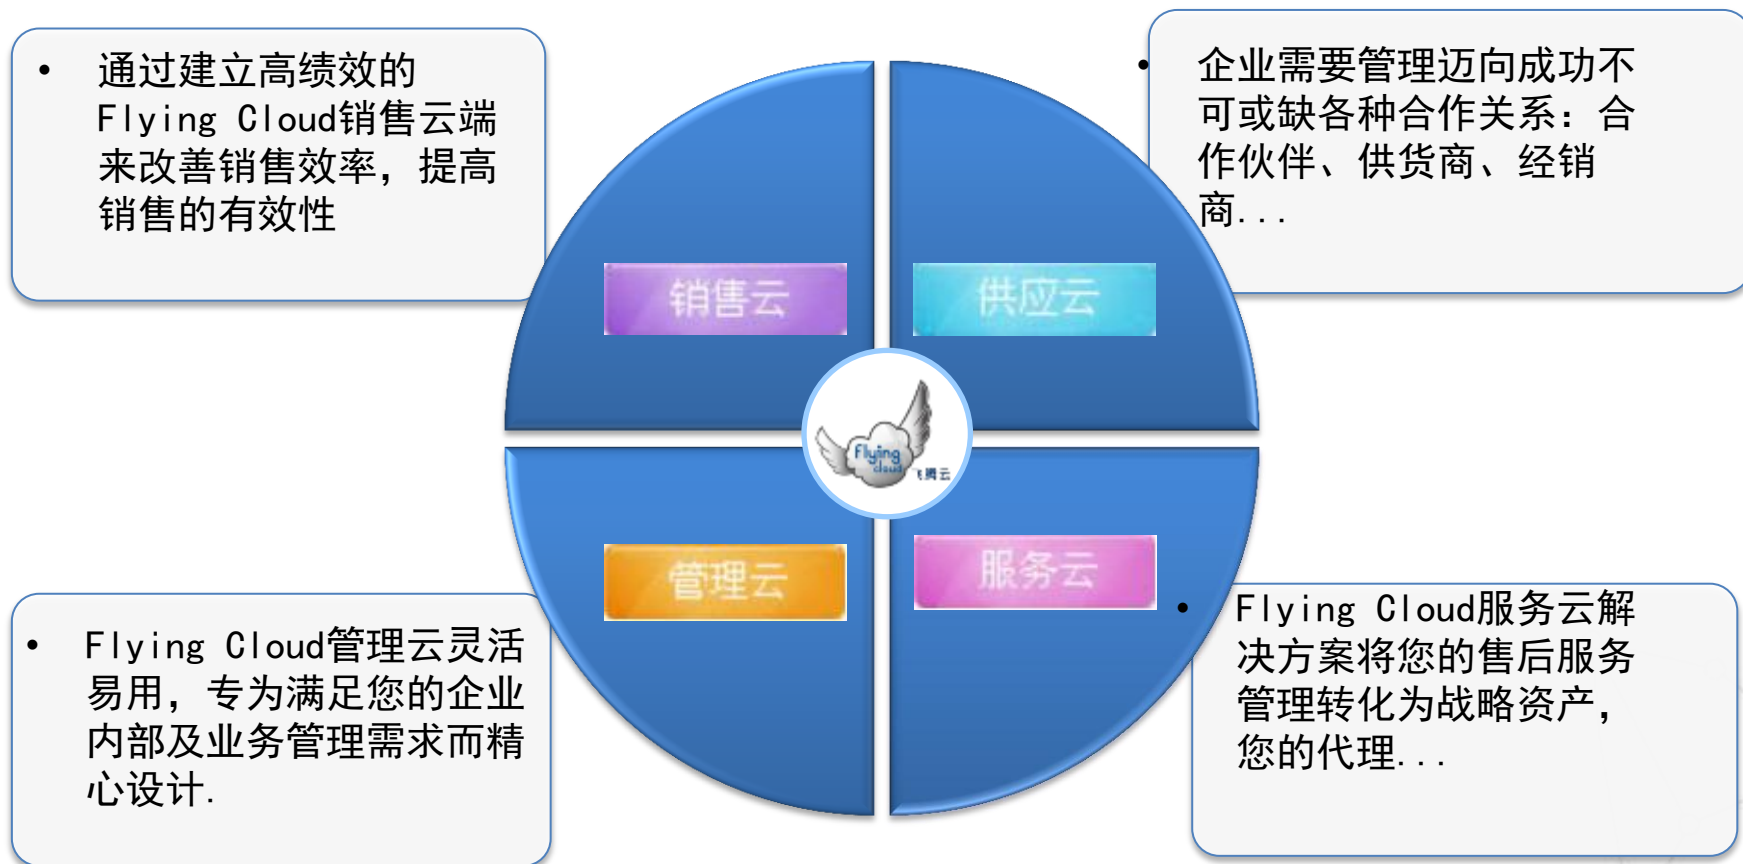 • 通过建立高绩效的
Flying Cloud销售云端
来改善销售效率，提高
销售的有效性
• 企业需要管理迈向成功不
可或缺各种合作关系：合
作伙伴、供货商、经销
商...
销售云
供应云
Flying
cloud
飞腾云
管理云
服务云
• Flying Cloud管理云灵活
易用，专为满足您的企业
内部及业务管理需求而精
心设计.
• Flying Cloud服务云解
决方案将您的售后服务
管理转化为战略资产，
您的代理...